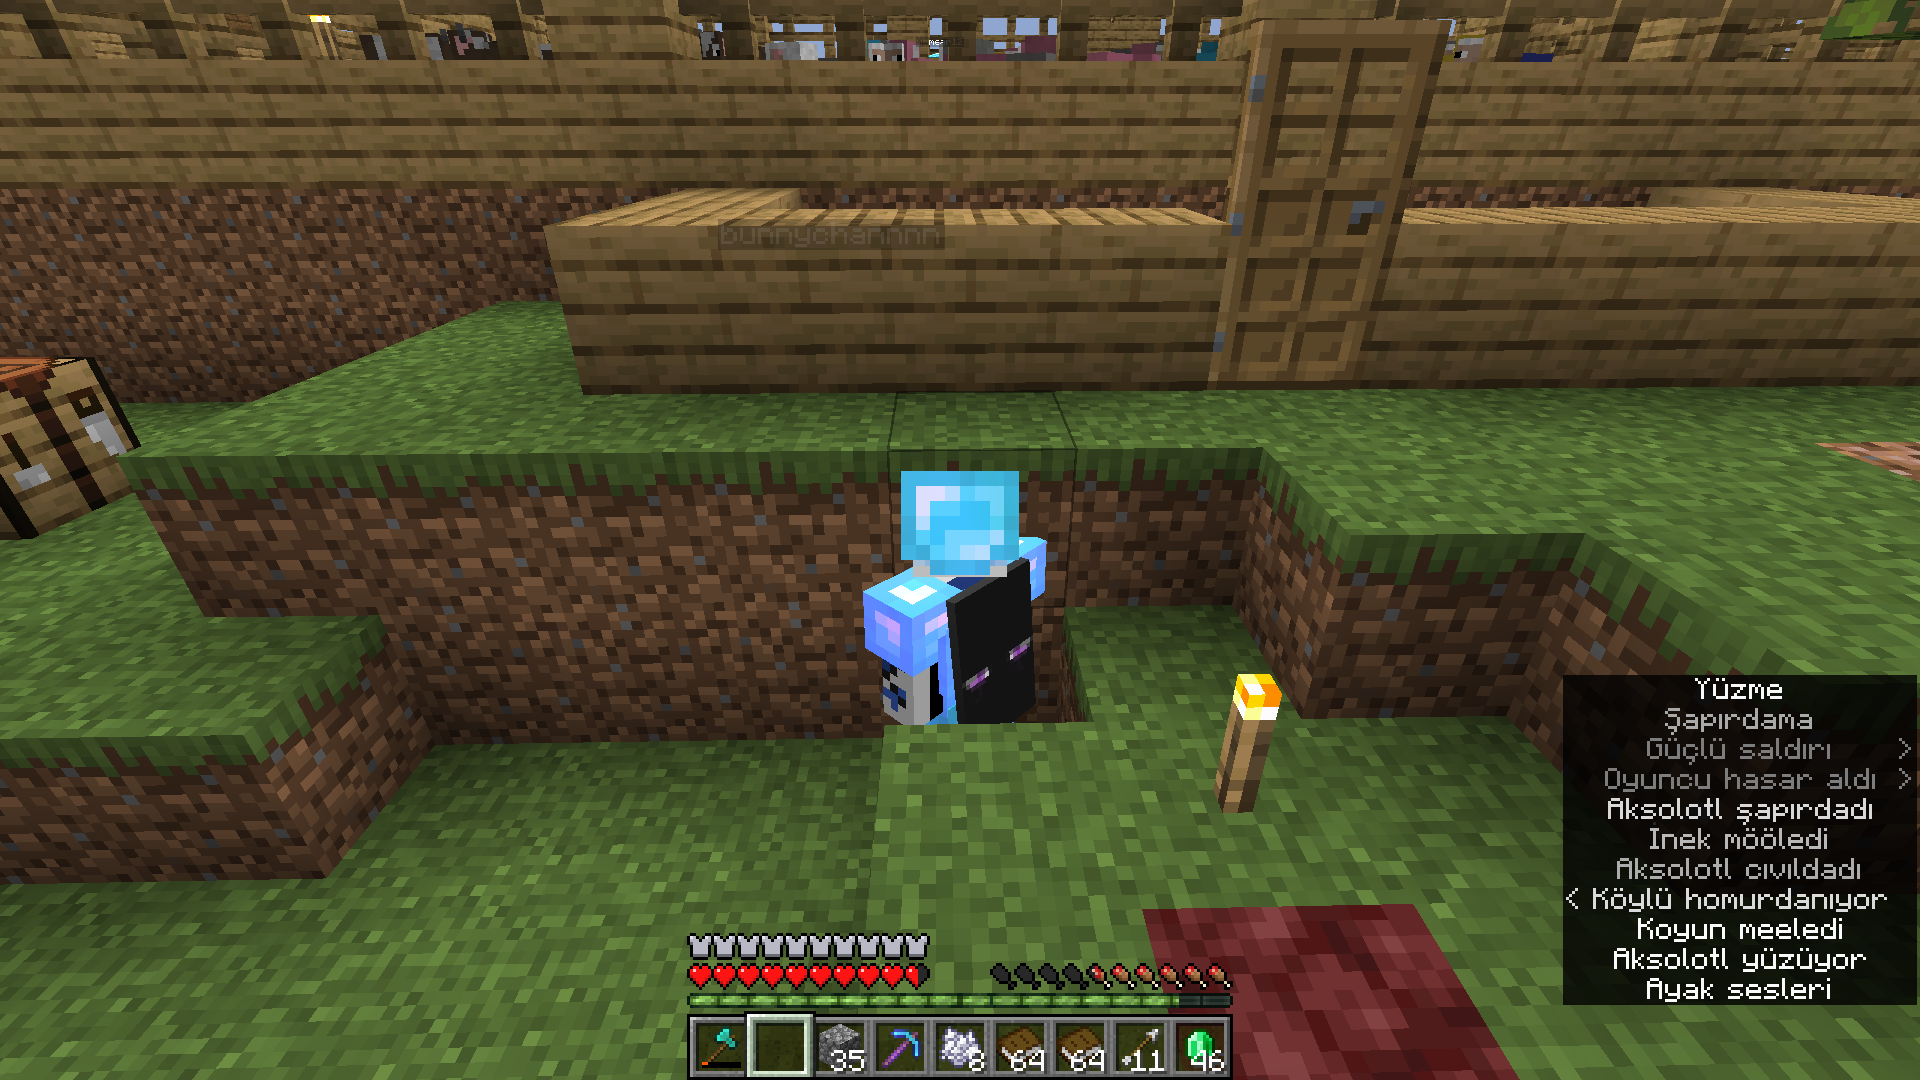 bunnychannnn
Yüzme
Şapırdama
Güçlü saldırı >
Oyuncu hasar aldı >
Aksolotl şapırdadı
İnek mööledi
Aksolotl cıvıldadı
< Köylü homurdanıyor
Koyun meeledi
Aksolotl yüzüyor
Ayak sesleri
35
8
64
64
11
46